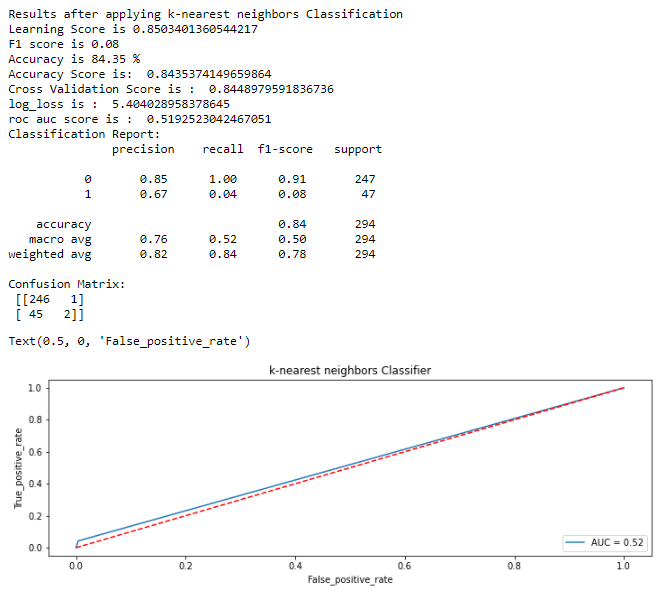 Results after applying k-nearest neighbors Classification
Learning Score is 0.8503401360544217
F1 score is 0.08
Accuracy is 84.35 %
Accuracy Score is:  0.8435374149659864
Cross Validation Score is :  0.8448979591836736
log_loss is :  5.404028958378645
roc auc score is :  0.5192523042467051
Classification Report:
precision    recall  f1-score   support
0       0.85      1.00      0.91       247
1       0.67      0.04      0.08        47
accuracy                           0.84       294
macro avg       0.76      0.52      0.50       294
weighted avg       0.82      0.84      0.78       294
Confusion Matrix:
[[246   1]
[ 45   2]]
Text(0.5, 0, 'False_positive_rate')
k-nearest neighbors Classifier
True_positive_rate
1.0
0.8
0.6
0.4
0.2
0.0
AUC = 0.52
0.0 0.2 0.4 0.6 0.8 1.0
False_positive_rate